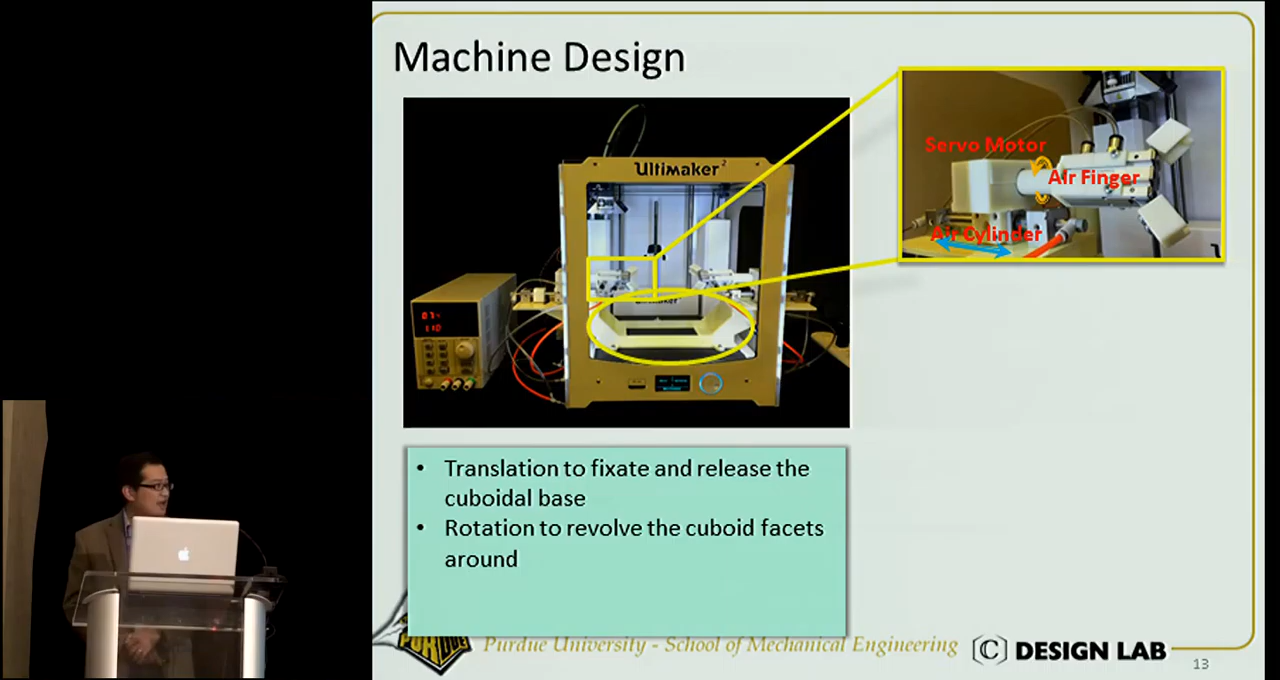 Machine Design
Ultimaker²
Servo Motor
Air Finger
Air Cylinder
• Translation to fixate and release the
cuboidal base
• Rotation to revolve the cuboid facets
around
PURDUE
Purdue University - School of Mechanical Engineering
C DESIGN LAB
13